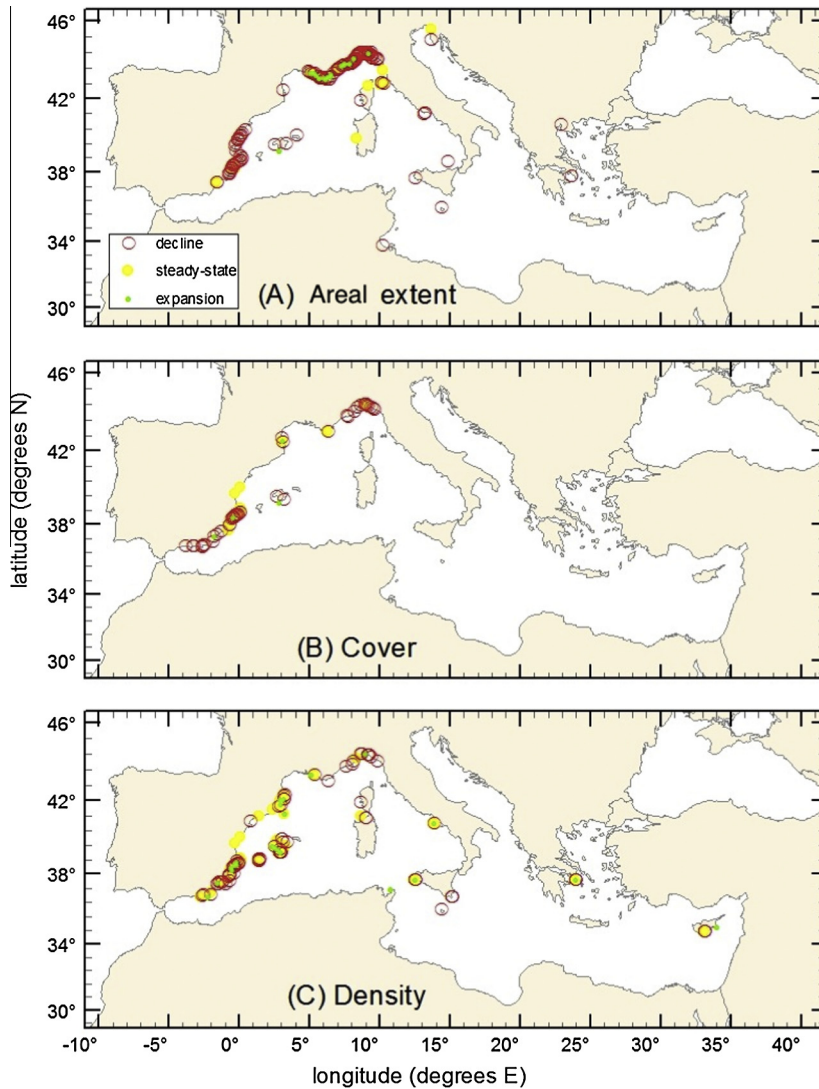 46°
42°
38°
34°
30°
decline
steady-state
expansion
(A) Areal extent
46°
42°
38°
34°
30°
(B) Cover
latitude (degrees N)
46°
42°
38°
34°
30°
(C) Density
-10° -5° 0° 5° 10° 15° 20° 25° 30° 35° 40°
longitude (degrees E)